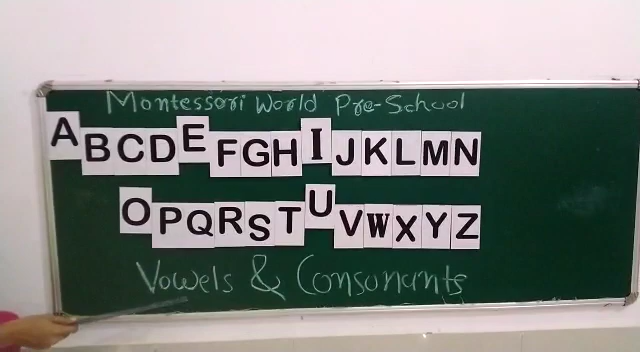 Montessori World Pre-School
ABCDEFGHIJKLMN
OPQRSTUVWXYZ
Vowels & Consonants